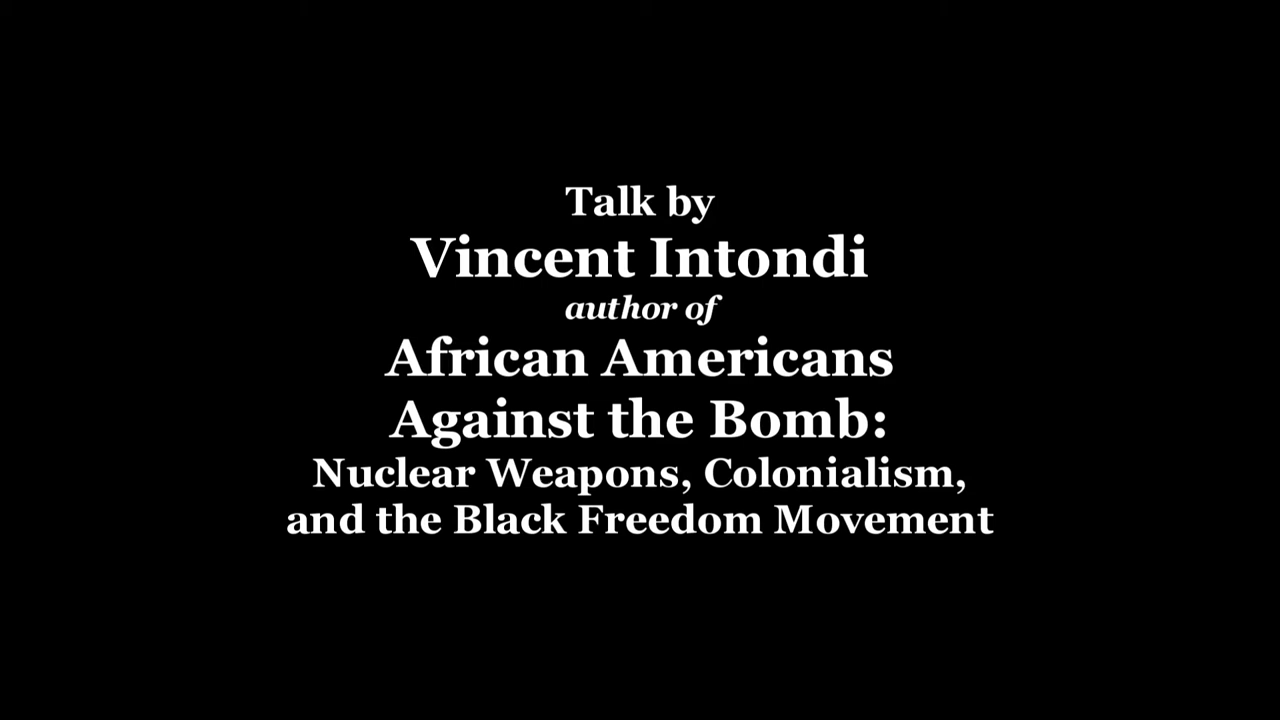 Talk by
Vincent Intondi
author of
African Americans
Against the Bomb:
Nuclear Weapons, Colonialism,
and the Black Freedom Movement